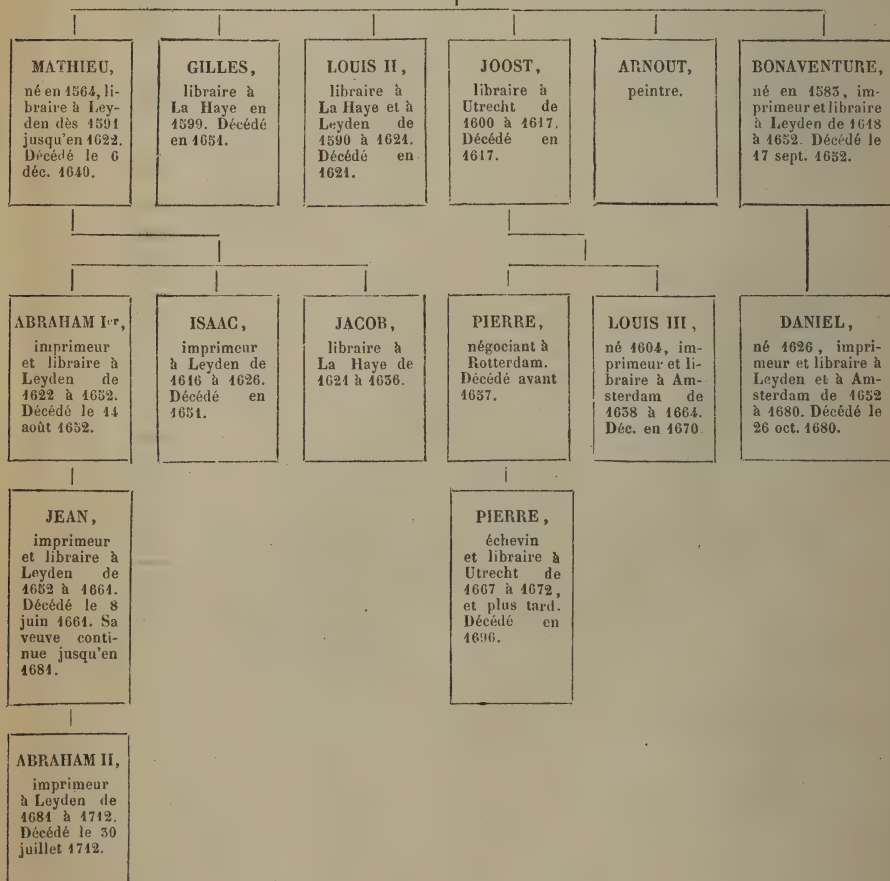 MATHIEU,
né en 1564, li-
braire à Ley-
den dès 1591
jusqu'en 1622.
Décédé le 6
déc. 1640.
GILLES,
libraire à
La Haye en
1599. Décédé
en 1651.
LOUIS II,
libraire à
La Haye et à
Leyden de
1590 à 1621.
Décédé en
1621.
JOOST,
libraire à
Utrecht de
1600 à 1617.
Décédé en
1617.
ARNOUT,
peintre.
BONAVENTURE,
né en 1583, im-
primeur et libraire
à Leyden de 1618
à 1652. Décédé le
17 sept. 1652.
ABRAHAM Ier,
imprimeur
et libraire à
Leyden de
1622 à 1652.
Décédé le 14
août 1652.
ISAAC,
imprimeur
à Leyden de
1616 à 1626.
Décédé en
1651.
JACOB,
libraire à
La Haye de
1621 à 1636.
PIERRE,
négociant à
Rotterdam.
Décédé avant
1657.
LOUIS III,
né 1604, im-
primeur et li-
braire à Am-
sterdam de
1638 à 1664.
Déc. en 1670
DANIEL,
né 1626, impri-
meur et libraire à
Leyden et à Am-
sterdam de 1652
à 1680. Décédé le
26 oct. 1680.
JEAN,
imprimeur
et libraire à
Leyden de
1652 à 1661.
Décédé le 8
juin 1661. Sa
veuve conti-
nue jusqu'en
1681.
PIERRE,
échevin
et libraire à
Utrecht de
1667 à 1672,
et plus tard.
Décédé en
1696.
ABRAHAM II,
imprimeur
à Leyden de
1681 à 1712.
Décédé le 30
juillet 1712.